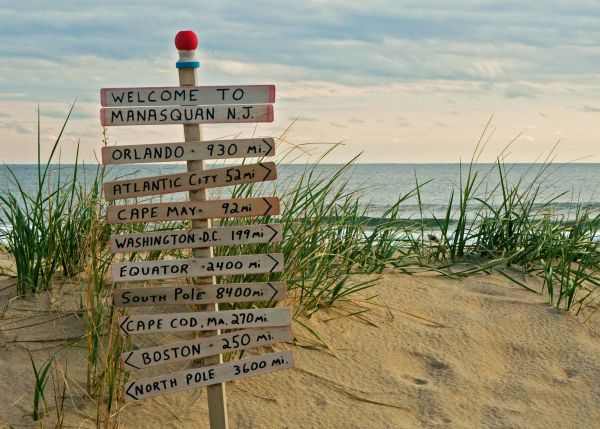 WELCOME TO
MANASQUAN N.J.
ORLANDO · 930 mi.
ATLANTIC CITY 52mi
CAPE MAY · 92mi
WASHINGTON · D.C. 199mi
EQUATOR · 2400 mi
SOUTH POLE 8400mi
CAPE COD, Ma. 270mi.
BOSTON · 250 mi
NORTH POLE 3600 mi.